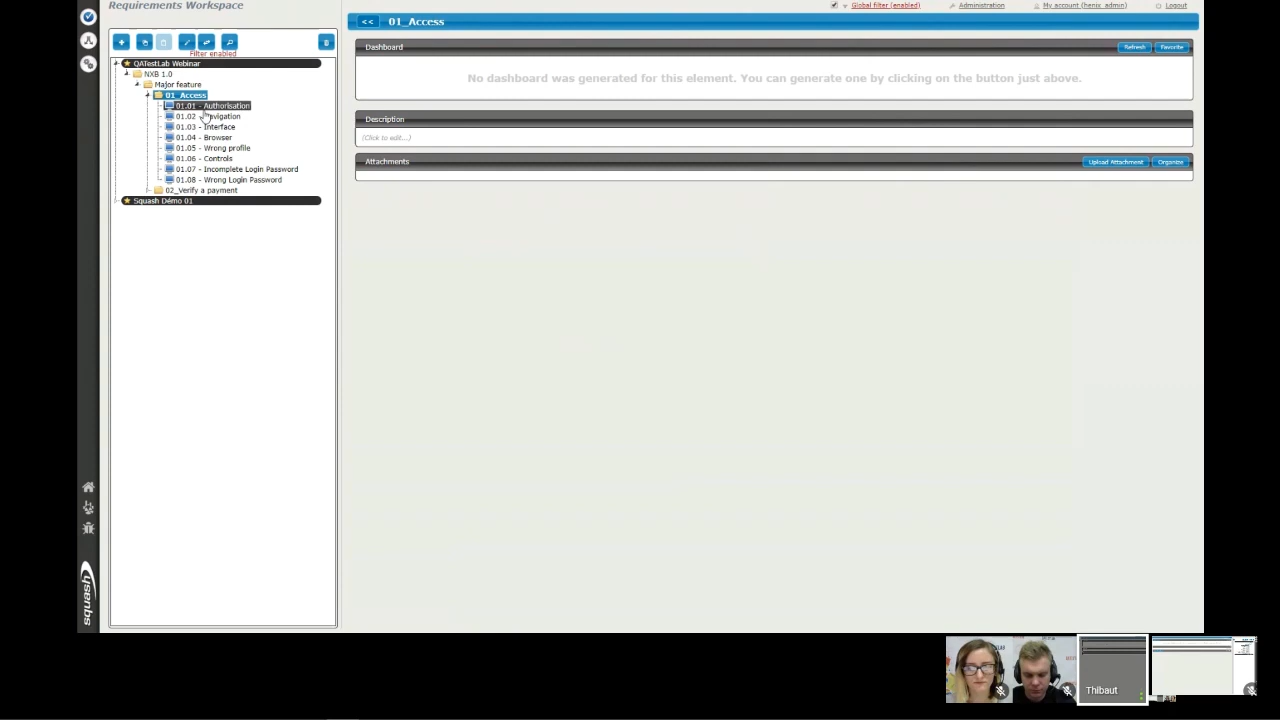 Requirements Workspace
Global filter (enabled)
Administration
My account (henix_admin)
Logout
<<
01_Access
Filter enabled
QATestLab Webinar
NXB 1.0
Major feature
01_Access
01.01 - Authorisation
01.02 - Navigation
01.03 - Interface
01.04 - Browser
01.05 - Wrong profile
01.06 - Controls
01.07 - Incomplete Login Password
01.08 - Wrong Login Password
02_Verify a payment
Squash Démo 01
Dashboard
Refresh
Favorite
No dashboard was generated for this element. You can generate one by clicking on the button just above.
Description
(Click to edit...)
Attachments
Upload Attachment
Organize
squash
Thibaut